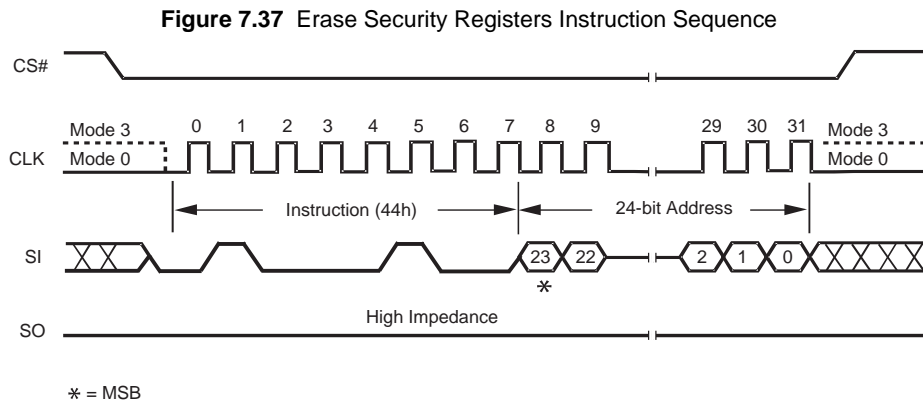 Figure 7.37 Erase Security Registers Instruction Sequence
CS#
Mode 3
0 1 2 3 4 5 6 7 8 9 29 30 31
Mode 3
CLK
Mode 0
Mode 0
Instruction (44h)
24-bit Address
SI
23 22 2 1 0
*
High Impedance
SO
* = MSB